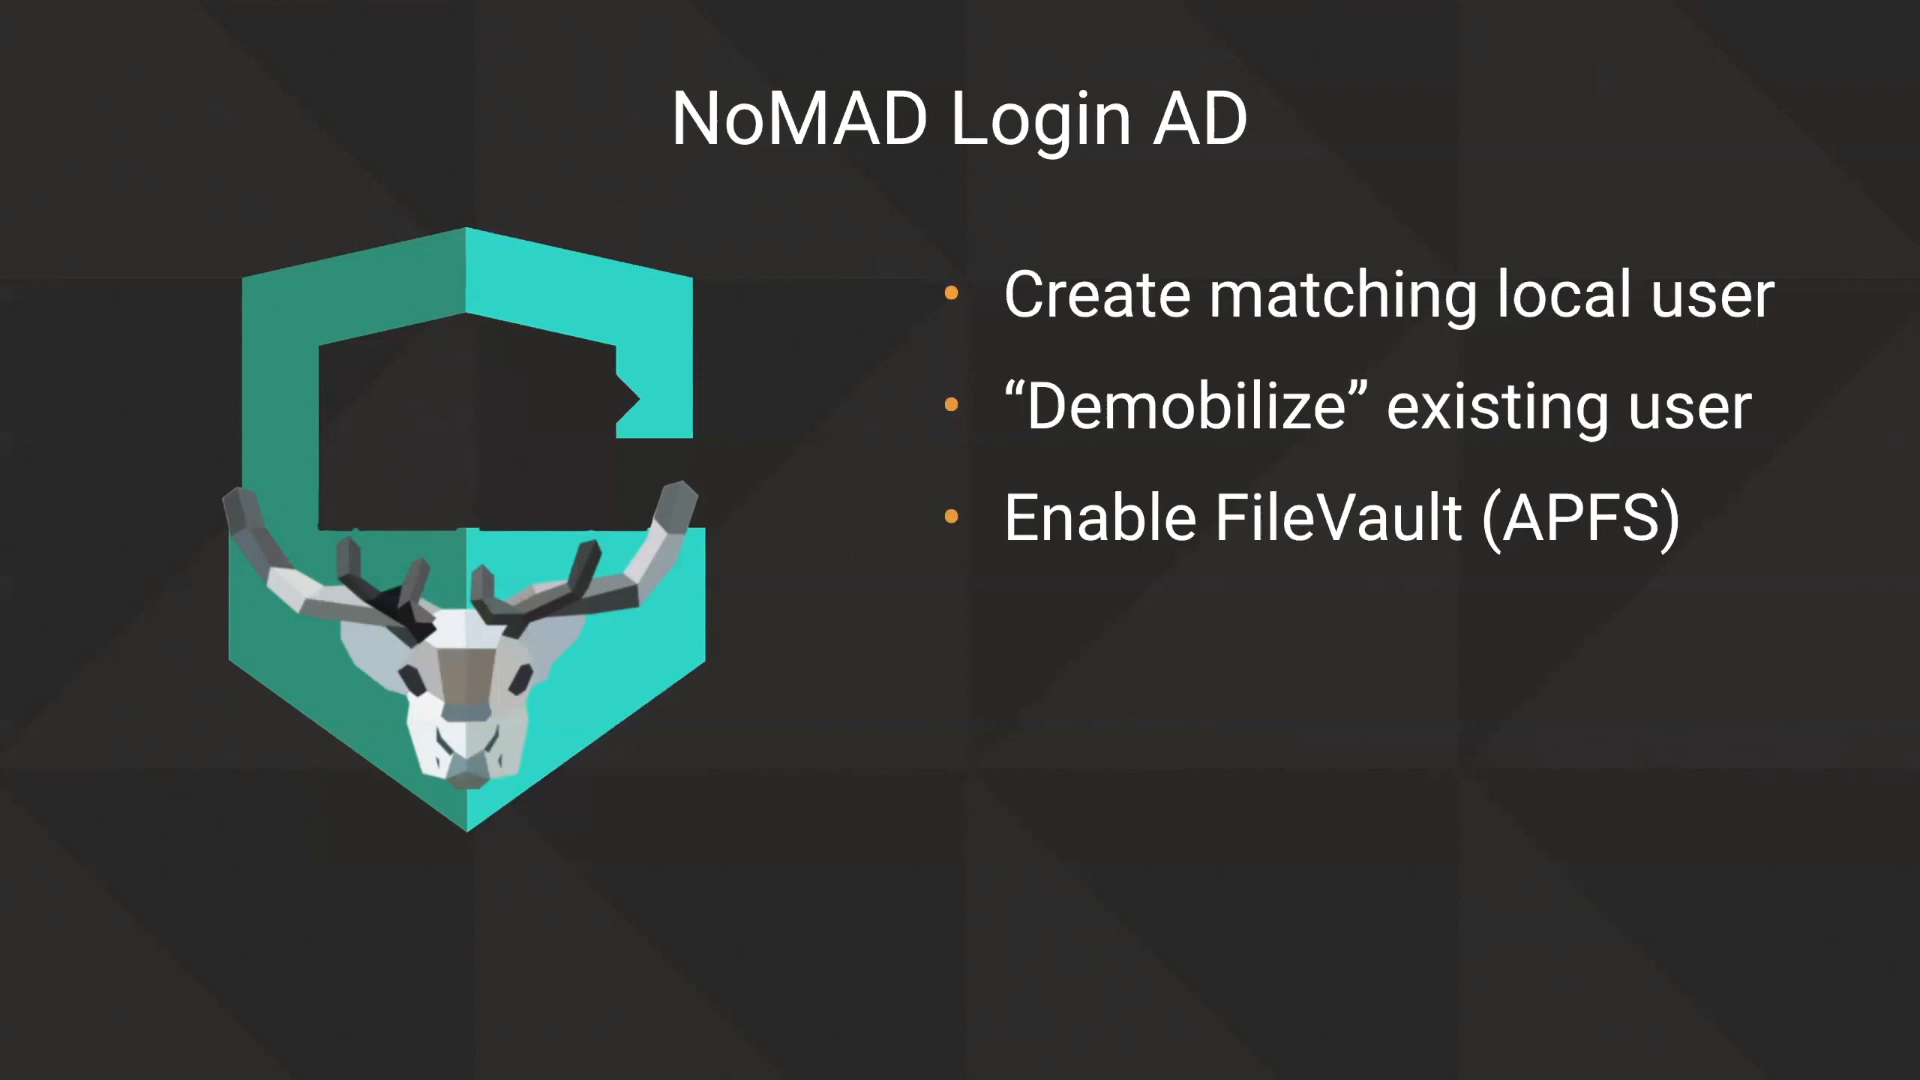 NoMAD Login AD
• Create matching local user
• “Demobilize” existing user
• Enable FileVault (APFS)